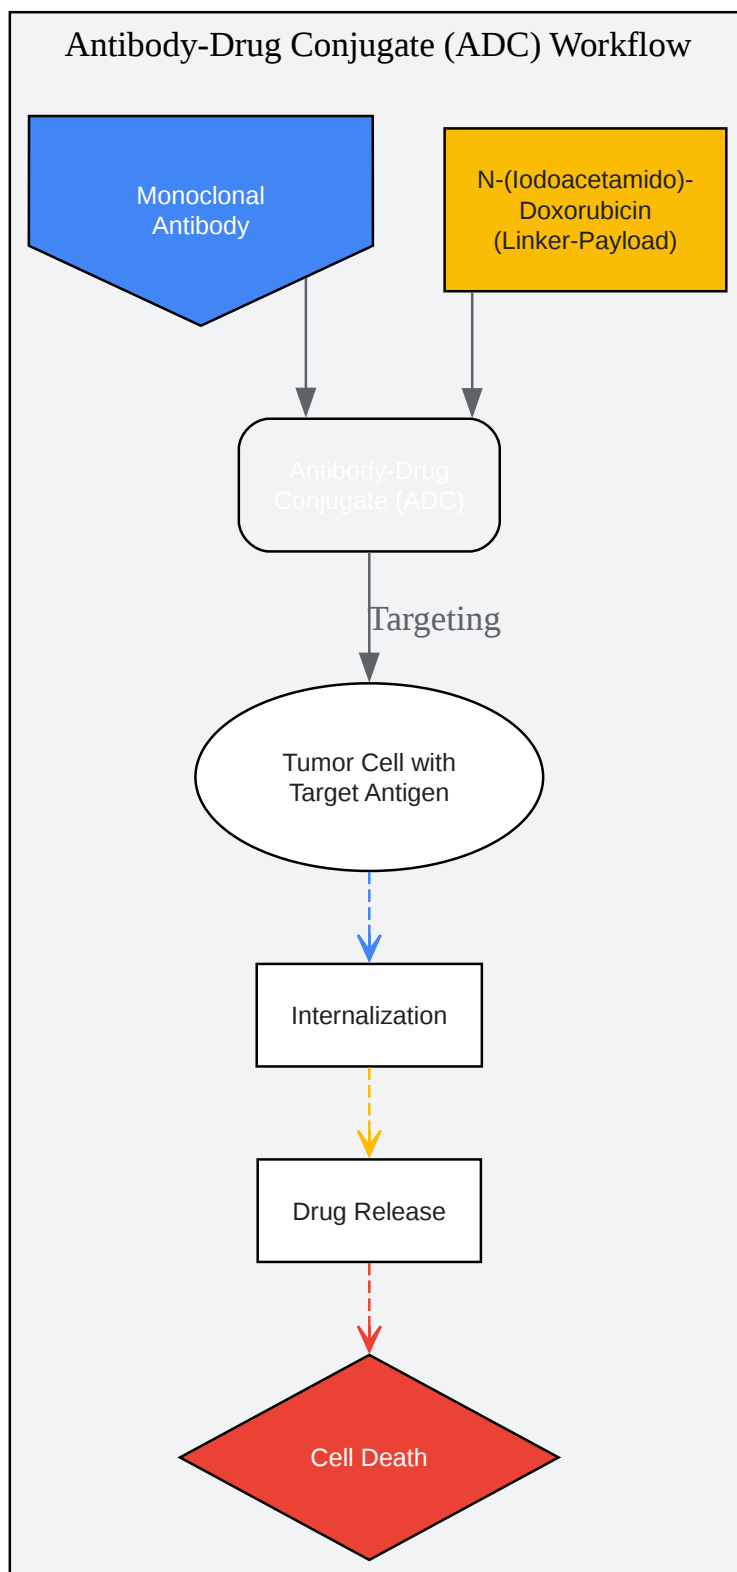 Antibody-Drug Conjugate (ADC) Workflow
Monoclonal
Antibody
N-(Iodoacetamido)-
Doxorubicin
(Linker-Payload)
Antibody-Drug
Conjugate (ADC)
Targeting
Tumor Cell with
Target Antigen
Internalization
Drug Release
Cell Death